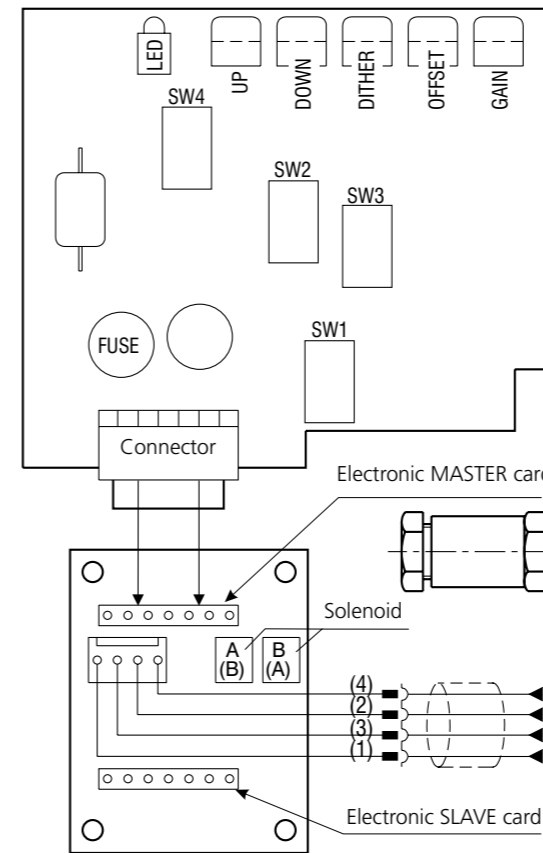 LED
UP
DOWN
DITHER
OFFSET
GAIN
SW4
SW2
SW3
SW1
FUSE
Connector
Electronic MASTER card
Solenoid
A
(B)
B
(A)
(4)
(2)
(3)
(1)
Electronic SLAVE card